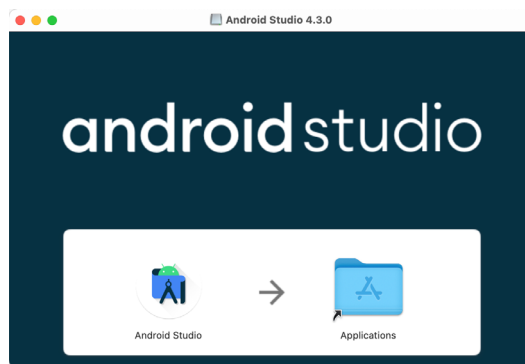 Android Studio 4.3.0
android studio
Android Studio
Applications